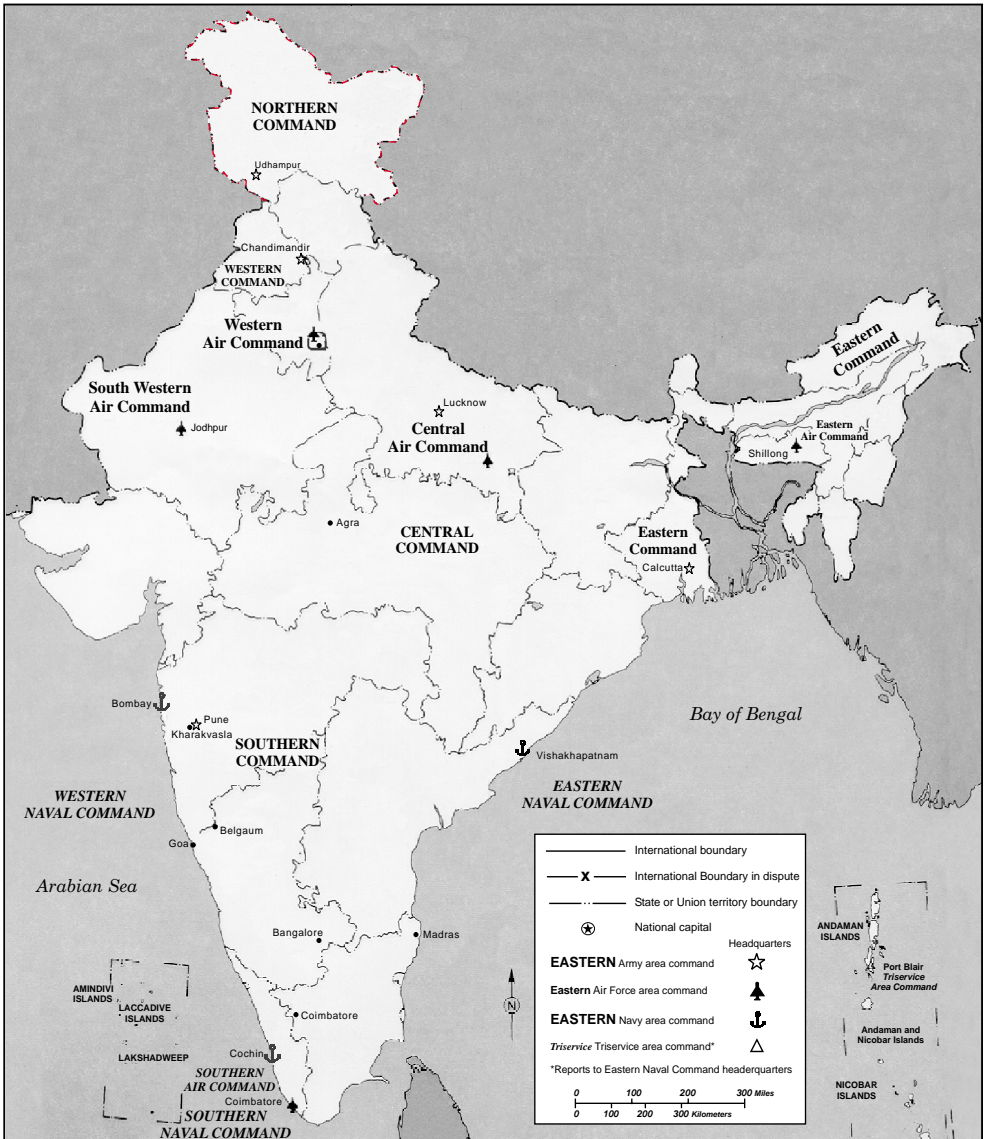 NORTHERN
COMMAND
Udhampur
Chandimandir
WESTERN
COMMAND
Western
Air Command
South Western
Air Command
Jodhpur
Lucknow
Central
Air Command
Eastern
Command
Eastern
Air Command
Shillong
Agra
CENTRAL
COMMAND
Eastern
Command
Calcutta
Bombay
Pune
Kharakvasla
SOUTHERN
COMMAND
Bay of Bengal
Vishakhapatnam
WESTERN
NAVAL COMMAND
EASTERN
NAVAL COMMAND
Belgaum
Goa
Arabian Sea
Bangalore
Madras
AMINDIVI
ISLANDS
LACCADIVE
ISLANDS
LAKSHADWEEP
Coimbatore
Cochin
SOUTHERN
AIR COMMAND
Coimbatore
SOUTHERN
NAVAL COMMAND
N
International boundary
X International Boundary in dispute
State or Union territory boundary
National capital
Headquarters
EASTERN Army area command
Eastern Air Force area command
EASTERN Navy area command
Triservice Triservice area command*
*Reports to Eastern Naval Command headerquarters
0 100 200 300 Miles
0 100 200 300 Kilometers
ANDAMAN
ISLANDS
Port Blair
Triservice
Area Command
Andaman and
Nicobar Islands
NICOBAR
ISLANDS